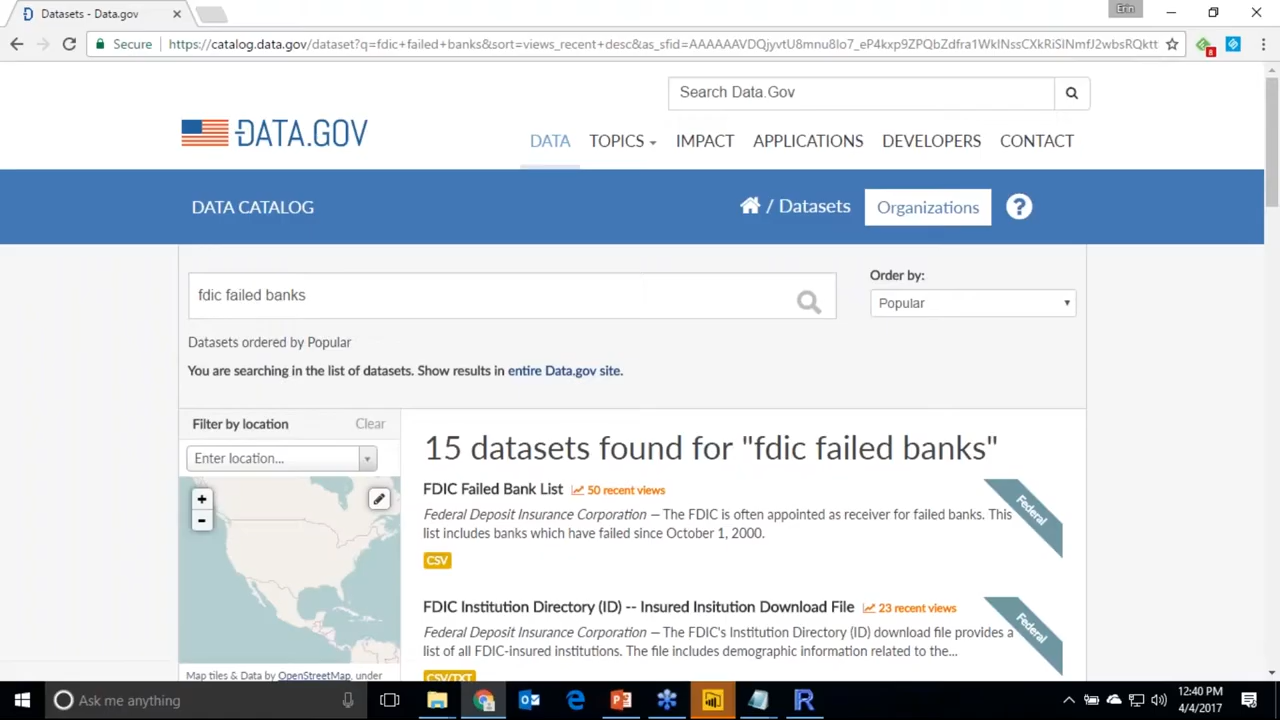 Datasets - Data.gov
Erin
Secure
https://catalog.data.gov/dataset?q=fdic+failed+banks&sort=views_recent+desc&as_sfid=
8
Search Data.Gov
DATA.GOV
DATA
TOPICS
IMPACT
APPLICATIONS
DEVELOPERS
CONTACT
DATA CATALOG
/ Datasets
Organizations
?
fdic failed banks
Order by:
Popular
Datasets ordered by Popular
You are searching in the list of datasets. Show results in entire Data.gov site.
Filter by location
Clear
Enter location...
+
-
15 datasets found for "fdic failed banks"
FDIC Failed Bank List
50 recent views
Federal Deposit Insurance Corporation — The FDIC is often appointed as receiver for failed banks. This
list includes banks which have failed since October 1, 2000.
Federal
CSV
FDIC Institution Directory (ID) -- Insured Insitution Download File
23 recent views
Federal Deposit Insurance Corporation — The FDIC's Institution Directory (ID) download file provides a
list of all FDIC-insured institutions. The file includes demographic information related to the...
Federal
CSV/TXT
Map tiles & Data by OpenStreetMap, under
Ask me anything
12:40 PM
4/4/2017